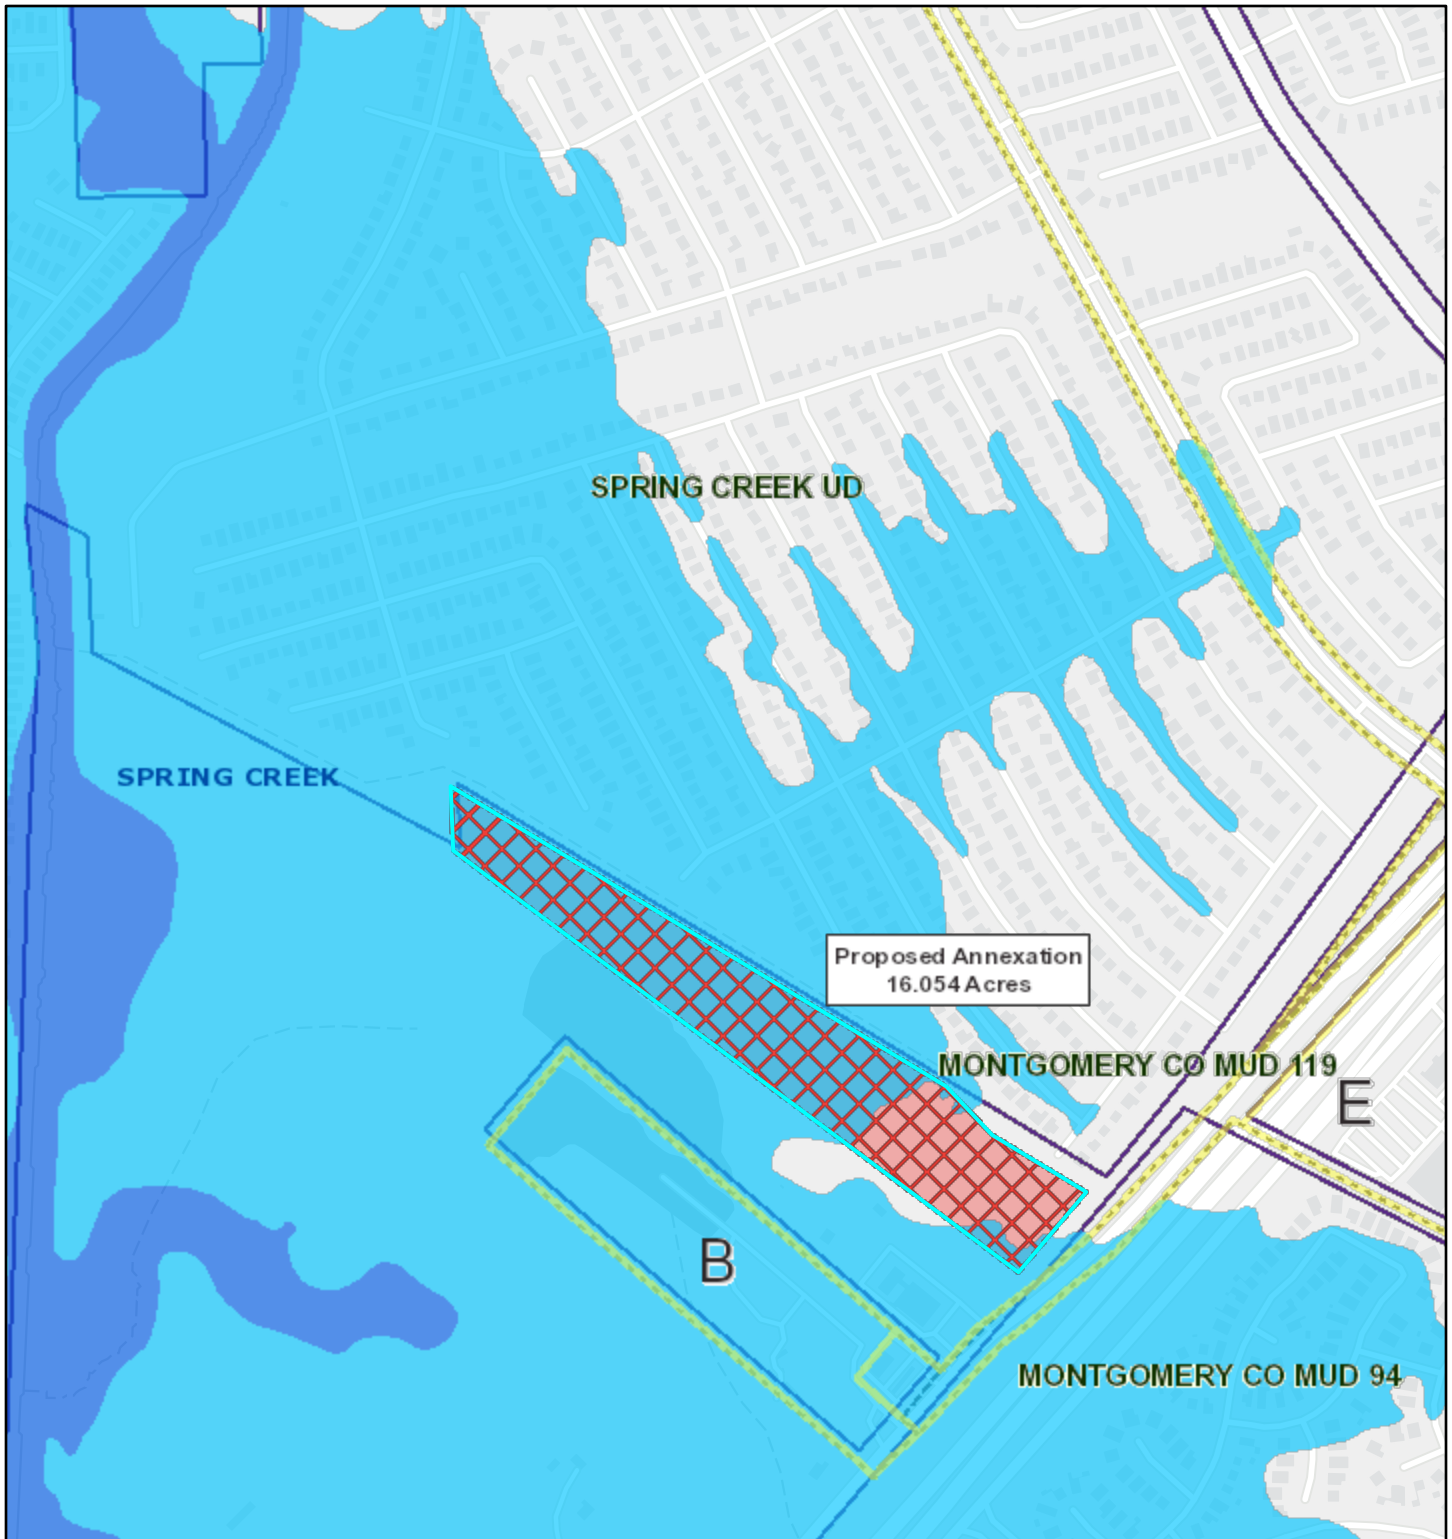 SPRING CREEK UD
SPRING CREEK
Proposed Annexation
16.054 Acres
MONTGOMERY CO MUD 119
E
B
MONTGOMERY CO MUD 94